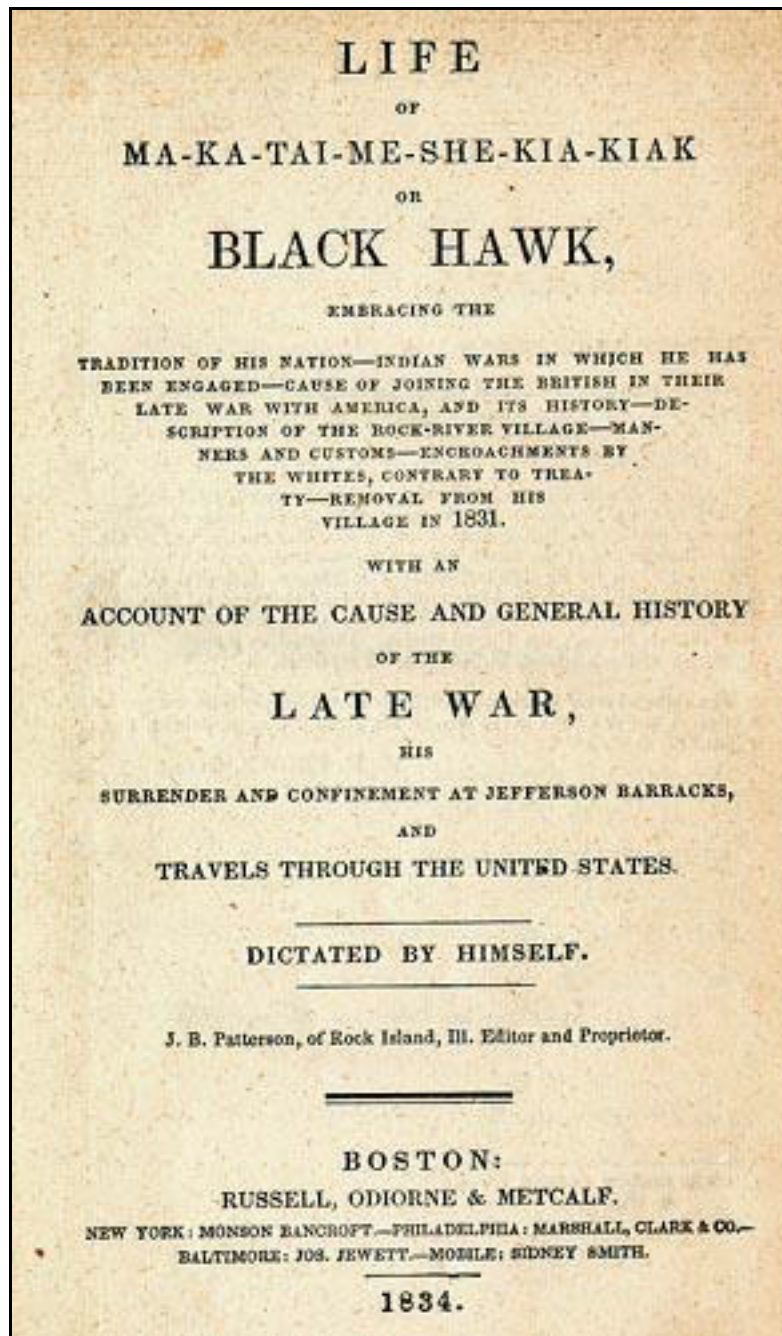 LIFE
OF
MA-KA-TAI-ME-SHE-KIA-KIAK
OR
BLACK HAWK,
EMBRACING THE
TRADITION OF HIS NATION—INDIAN WARS IN WHICH HE HAS
BEEN ENGAGED—CAUSE OF JOINING THE BRITISH IN THEIR
LATE WAR WITH AMERICA, AND ITS HISTORY—DE-
SCRIPTION OF THE ROCK-RIVER VILLAGE—MAN-
NERS AND CUSTOMS—ENCROACHMENTS BY
THE WHITES, CONTRARY TO TREA-
TY—REMOVAL FROM HIS
VILLAGE IN 1831.
WITH AN
ACCOUNT OF THE CAUSE AND GENERAL HISTORY
OF THE
LATE WAR,
HIS
SURRENDER AND CONFINEMENT AT JEFFERSON BARRACKS,
AND
TRAVELS THROUGH THE UNITED STATES.
DICTATED BY HIMSELF.
J. B. Patterson, of Rock Island, Ill. Editor and Proprietor.
BOSTON:
RUSSELL, ODIORNE & METCALF.
NEW YORK: MONSON BANCROFT.—PHILADELPHIA: MARSHALL, CLARK & CO.—
BALTIMORE: JOS. JEWETT.—MOBILE: SIDNEY SMITH.
1834.